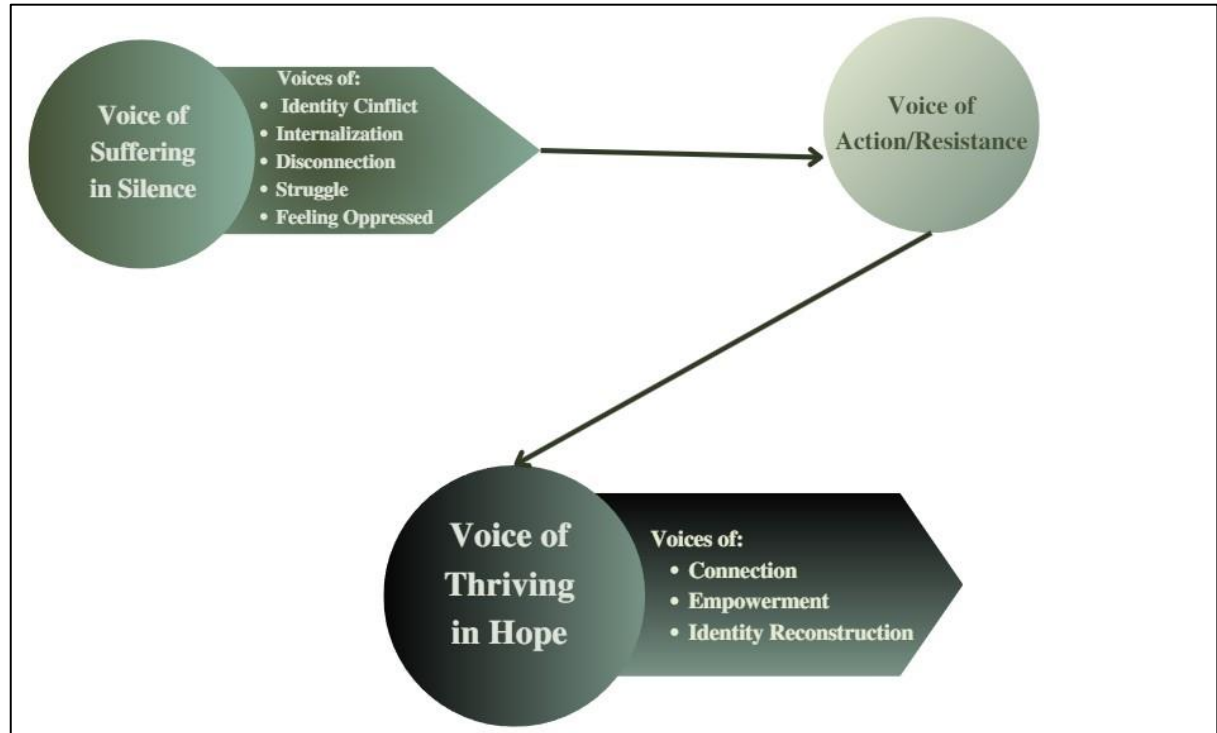 Voice of
Suffering
in Silence
Voices of:
• Identity Cinflict
• Internalization
• Disconnection
• Struggle
• Feeling Oppressed
Voice of
Action/Resistance
Voice of
Thriving
in Hope
Voices of:
• Connection
• Empowerment
• Identity Reconstruction